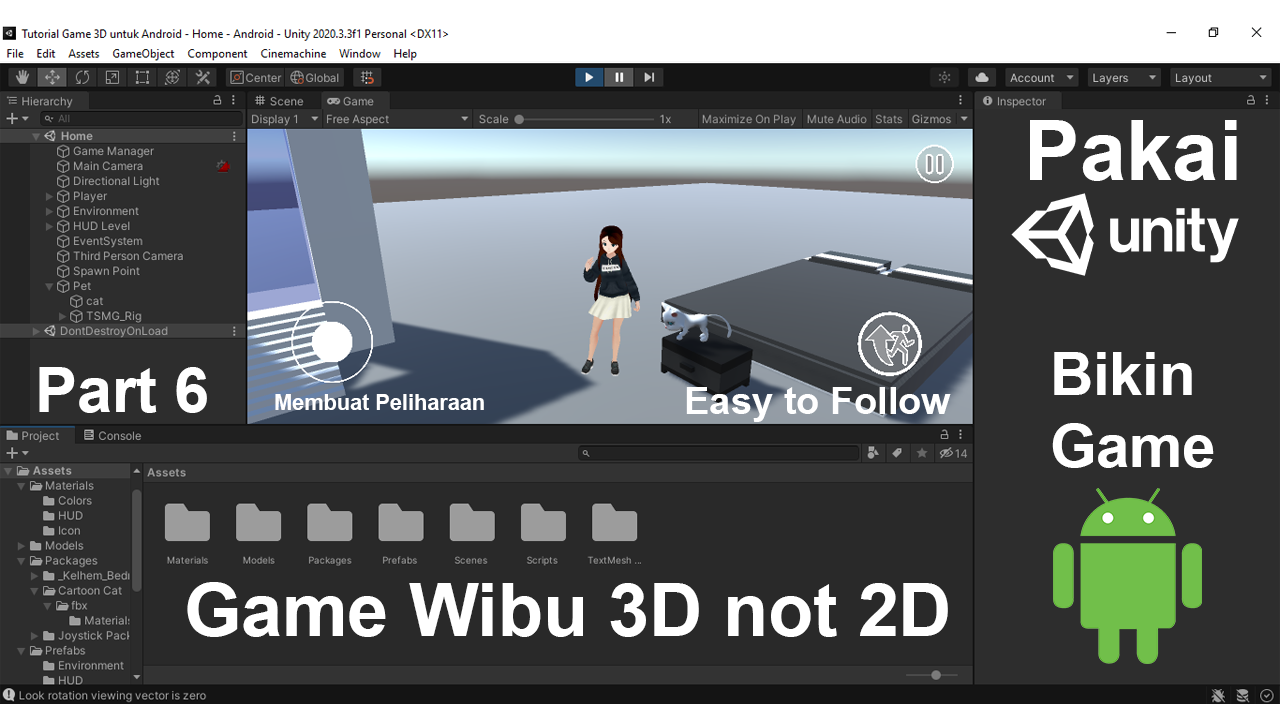 Tutorial Game 3D untuk Android - Home - Android - Unity 2020.3.3f1 Personal <DX11>
File Edit Assets GameObject Component Cinemachine Window Help
Center Global Account Layers Layout
Hierarchy
All
Home
Game Manager
Main Camera
Directional Light
Player
Environment
HUD Level
EventSystem
Third Person Camera
Spawn Point
Pet
cat
TSMG_Rig
DontDestroyOnLoad
Part 6
Scene Game
Display 1 Free Aspect Scale 1x Maximize On Play Mute Audio Stats Gizmos
Membuat Peliharaan
Easy to Follow
Inspector
Pakai
unity
Bikin
Game
Project Console
14
Assets
Materials
Colors
HUD
Icon
Models
Packages
_Kelhem_Bedr
Cartoon Cat
fbx
Materials
Joystick Pack
Prefabs
Environment
HUD
Assets
Materials Models Packages Prefabs Scenes Scripts TextMesh ...
Game Wibu 3D not 2D
Look rotation viewing vector is zero